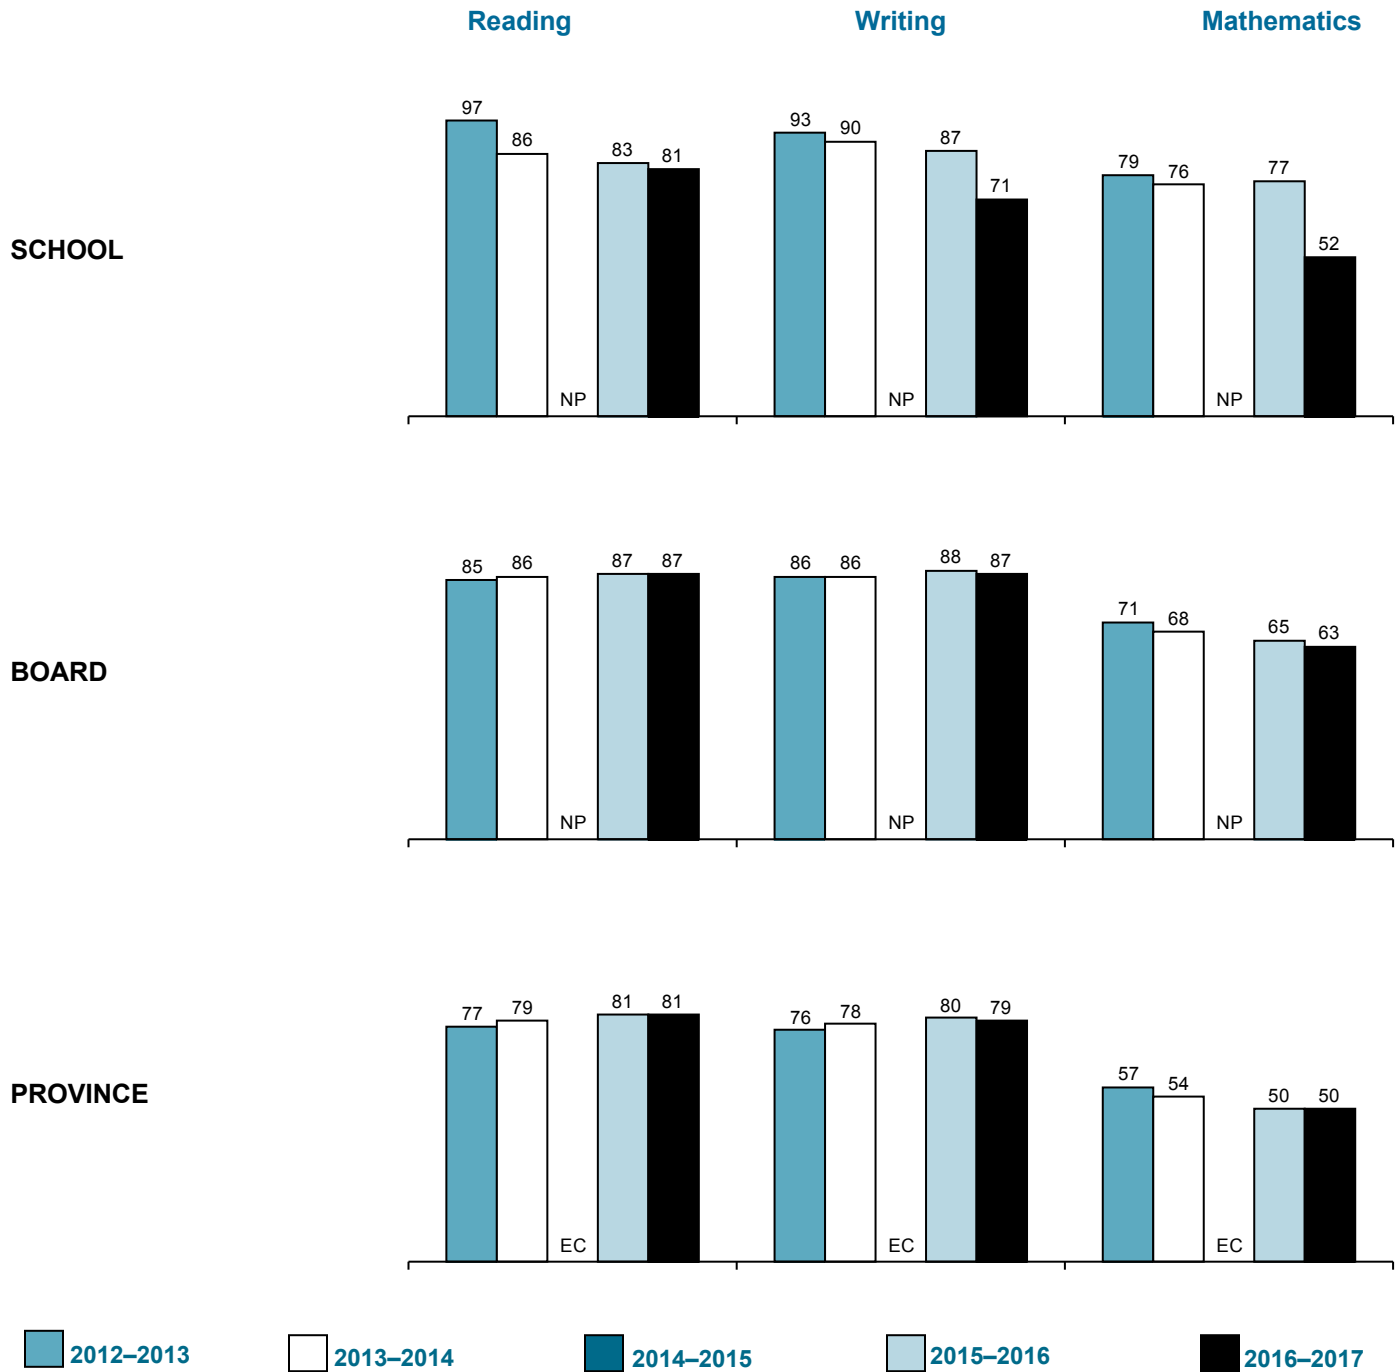 Reading Writing Mathematics
SCHOOL
97 86 NP 83 81 93 90 NP 87 71 79 76 NP 77 52
BOARD
85 86 NP 87 87 86 86 NP 88 87 71 68 NP 65 63
PROVINCE
77 79 EC 81 81 76 78 EC 80 79 57 54 EC 50 50
2012–2013 2013–2014 2014–2015 2015–2016 2016–2017